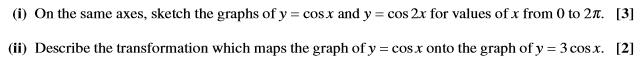 (i) On the same axes, sketch the graphs of y = cos x and y = cos 2x for values of x from 0 to 2π. [3]
(ii) Describe the transformation which maps the graph of y = cos x onto the graph of y = 3 cos x. [2]